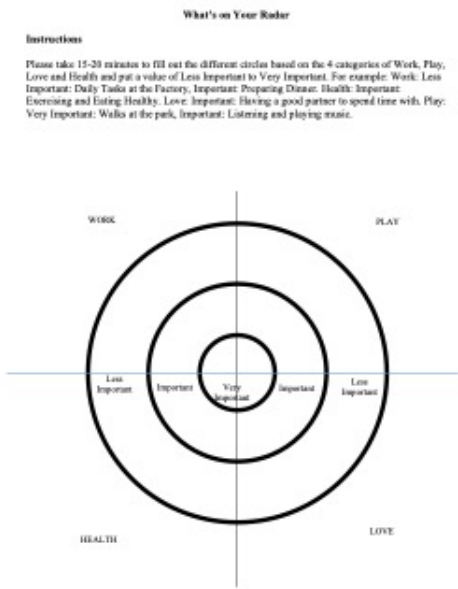 What's on Your Radar
Instructions
Please take 15-20 minutes to fill out the different circles based on the 4 categories of Work, Play,
Love and Health and put a value of Less Important to Very Important. For example: Work: Less
Important: Daily Tasks at the Factory, Important: Preparing Dinner. Health: Important:
Exercising and Eating Healthy. Love: Important: Having a good partner to spend time with. Play:
Very Important: Walks at the park, Important: Listening and playing music.
WORK
PLAY
Less
Important
Important
Very
Important
Important
Less
Important
HEALTH
LOVE